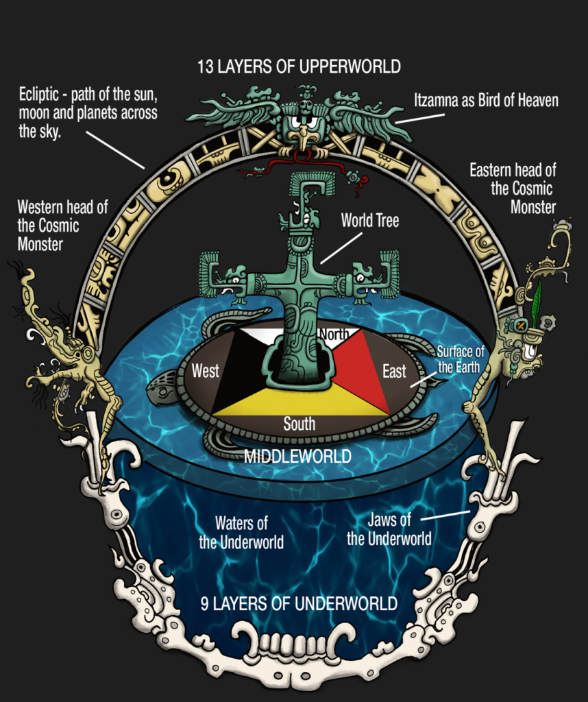 13 LAYERS OF UPPERWORLD
Ecliptic - path of the sun,
moon and planets across
the sky.
Itzamna as Bird of Heaven
Eastern head of
the Cosmic
Monster
Western head of
the Cosmic
Monster
World Tree
North
West
East
Surface of
the Earth
South
MIDDLEWORLD
Waters of
the Underworld
Jaws of
the Underworld
9 LAYERS OF UNDERWORLD